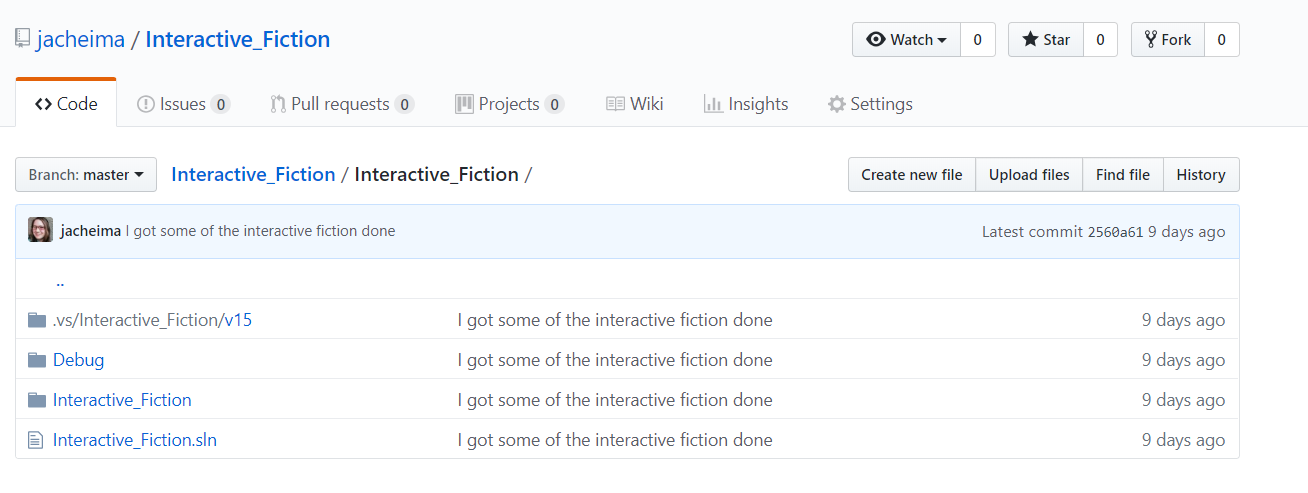 jacheima / Interactive_Fiction Watch 0 Star 0 Fork 0
Code Issues 0 Pull requests 0 Projects 0 Wiki Insights Settings
Branch: master Interactive_Fiction / Interactive_Fiction / Create new file Upload files Find file History
jacheima I got some of the interactive fiction done Latest commit 2560a61 9 days ago
..
.vs/Interactive_Fiction/v15 I got some of the interactive fiction done 9 days ago
Debug I got some of the interactive fiction done 9 days ago
Interactive_Fiction I got some of the interactive fiction done 9 days ago
Interactive_Fiction.sln I got some of the interactive fiction done 9 days ago